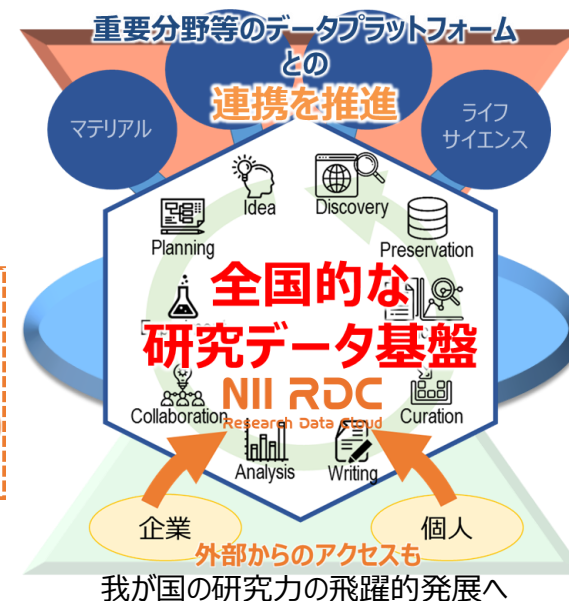 重要分野等のデータプラットフォーム
との
連携を推進
マテリアル
ライフ
サイエンス
Idea
Discovery
Planning
Preservation
全国的な
研究データ基盤
NII RDC
Research Data Cloud
Collaboration
Curation
Analysis
Writing
企業
個人
外部からのアクセスも
我が国の研究力の飛躍的発展へ